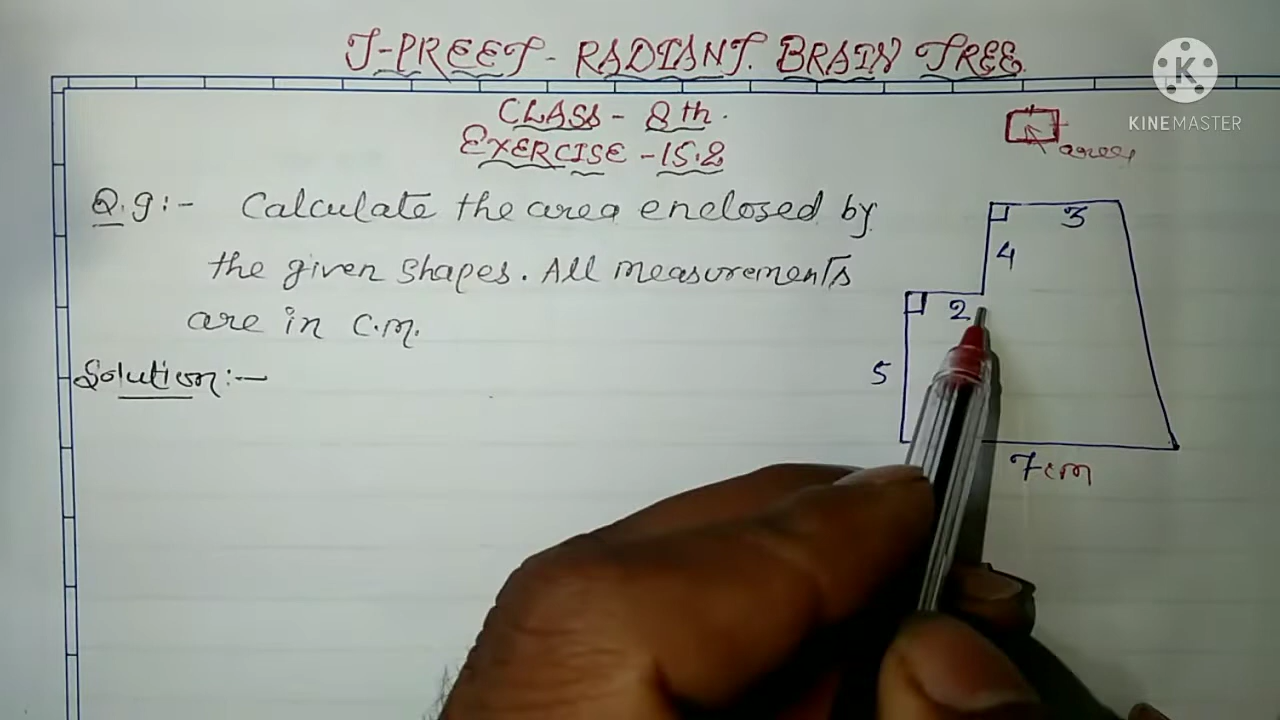 J-PREET - RADIANT. BRAIN TREE
KINEMASTER
CLASS - 8th.
EXERCISE - 15.2
area
Q.9:- Calculate the area enclosed by
the given shapes. All measurements
are in c.m.
Solution:-
3
4
2
5
7cm